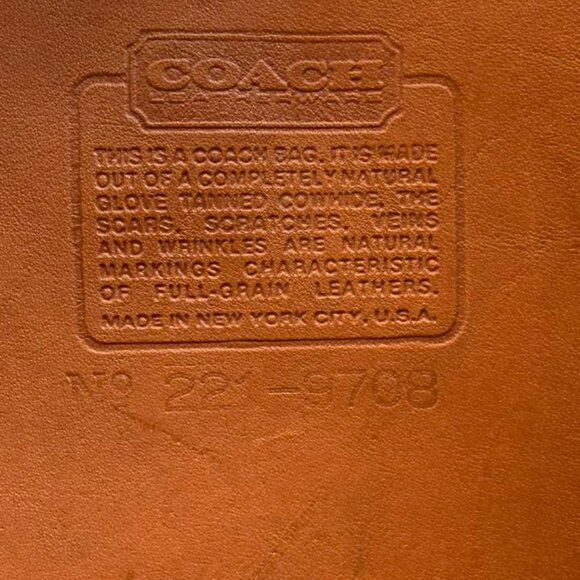 COACH
LEATHERWARE
THIS IS A COACH BAG. IT IS MADE
OUT OF A COMPLETELY NATURAL
GLOVE TANNED COWHIDE, THE
SCARS, SCRATCHES, VEINS
AND WRINKLES ARE NATURAL
MARKINGS CHARACTERISTIC
OF FULL-GRAIN LEATHERS.
MADE IN NEW YORK CITY, U.S.A.
No 221-9708